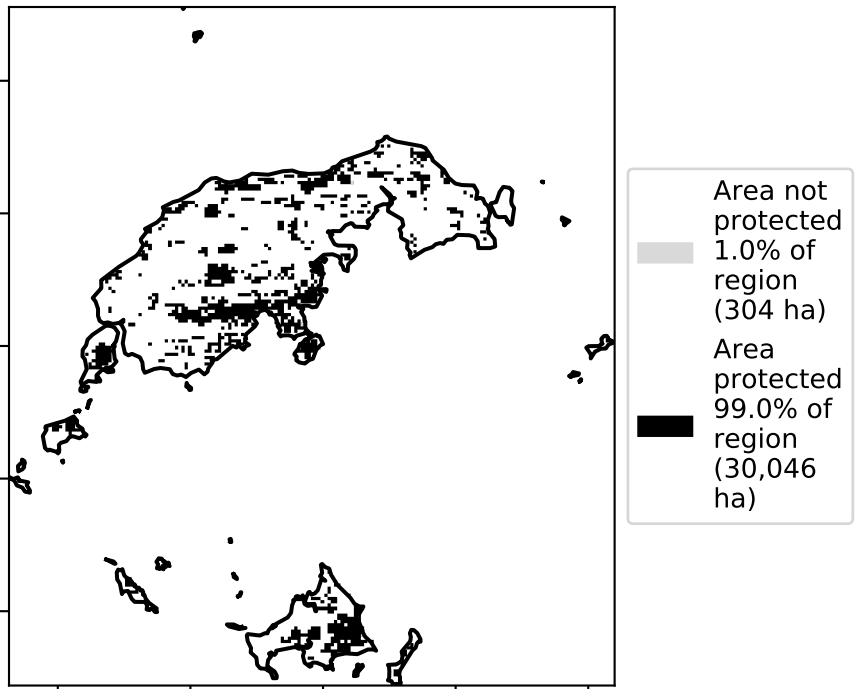 Area not
protected
1.0% of
region
(304 ha)
Area
protected
99.0% of
region
(30,046
ha)